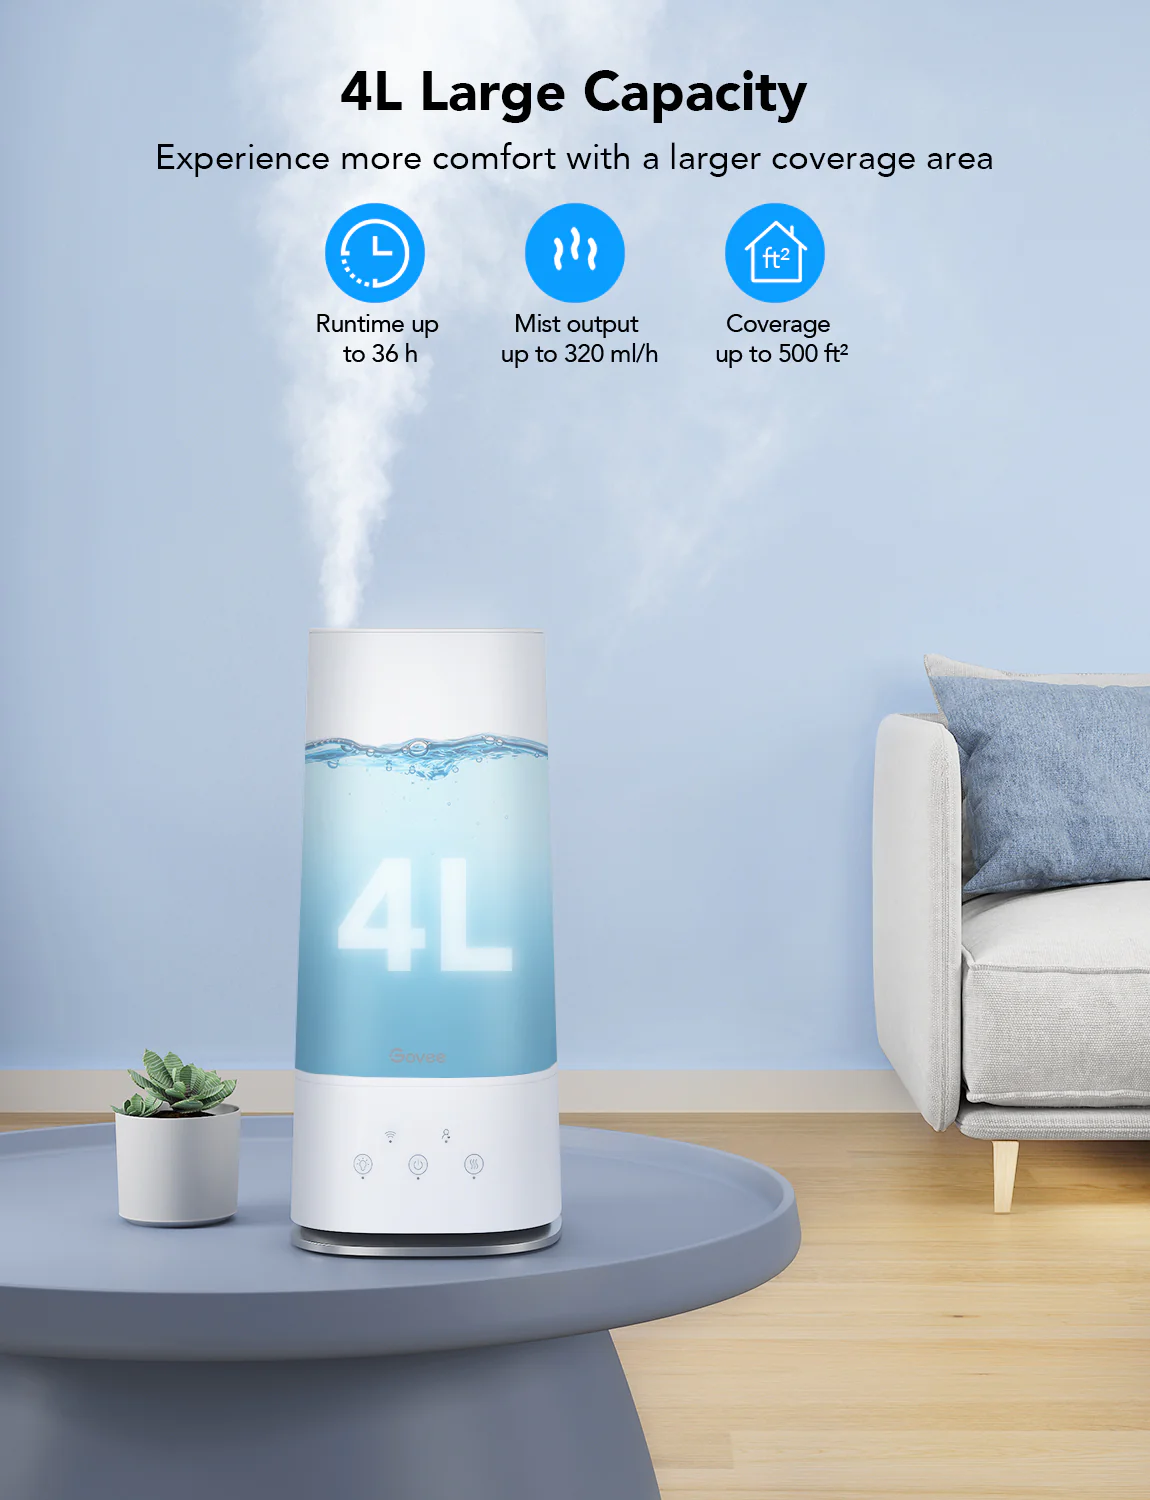 4L Large Capacity
Experience more comfort with a larger coverage area
ft²
Runtime up
to 36 h
Mist output
up to 320 ml/h
Coverage
up to 500 ft²
4L
Govee